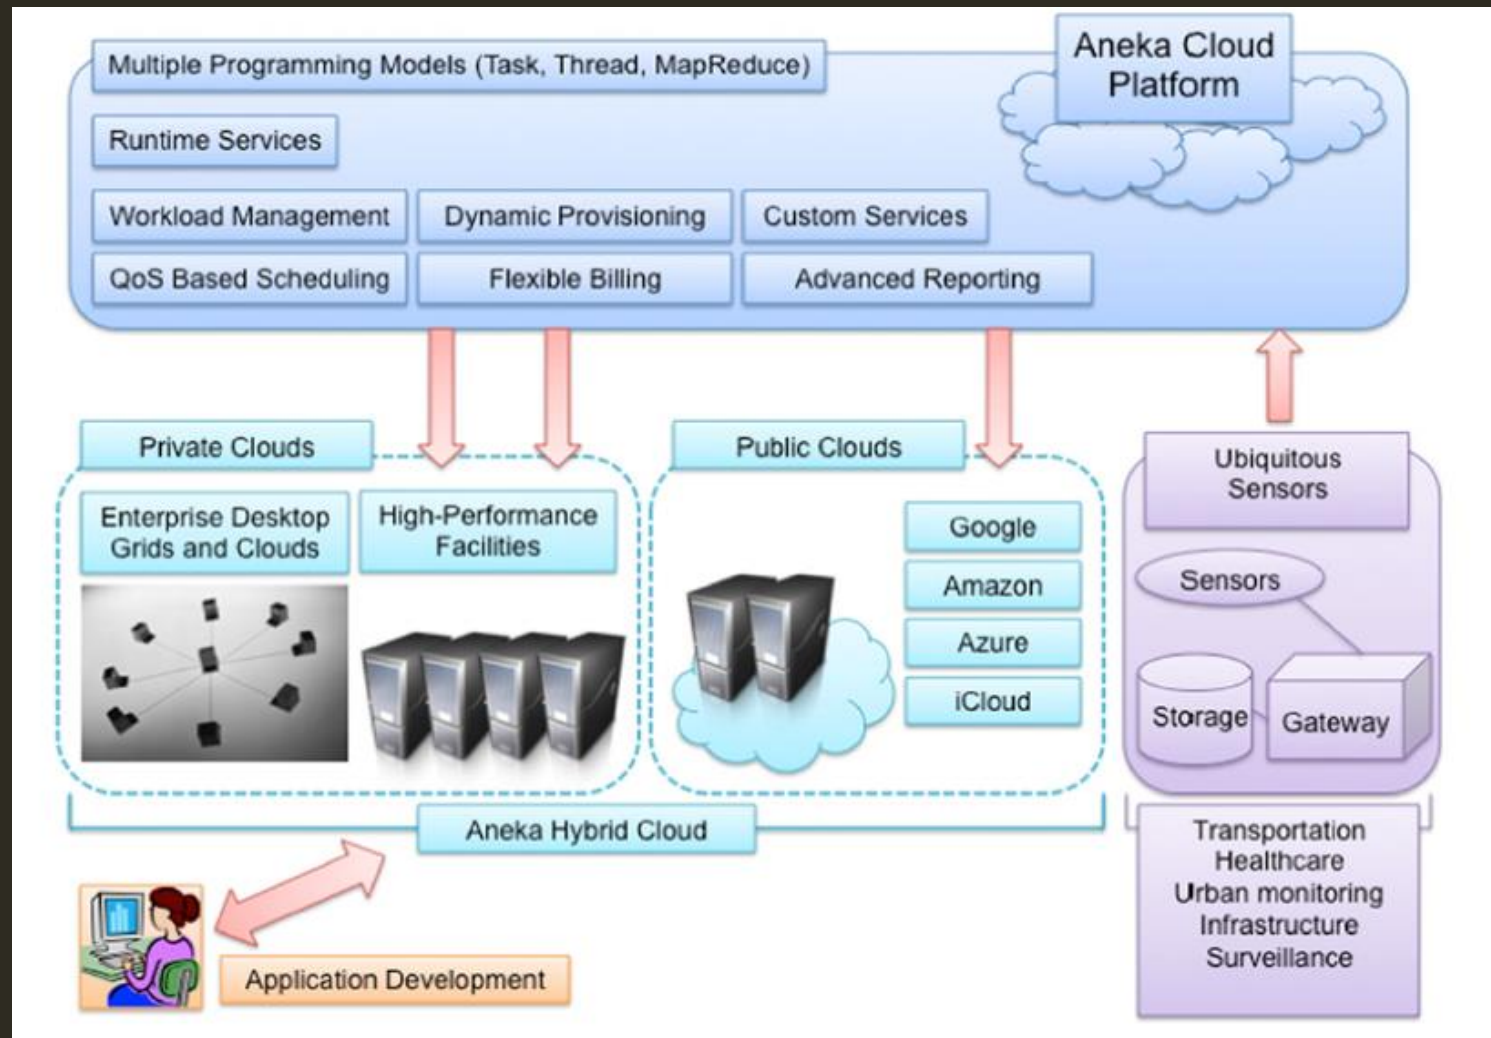 Multiple Programming Models (Task, Thread, MapReduce)
Aneka Cloud
Platform
Runtime Services
Workload Management
Dynamic Provisioning
Custom Services
QoS Based Scheduling
Flexible Billing
Advanced Reporting
Private Clouds
Enterprise Desktop
Grids and Clouds
High-Performance
Facilities
Public Clouds
Google
Amazon
Azure
iCloud
Aneka Hybrid Cloud
Ubiquitous
Sensors
Sensors
Storage
Gateway
Transportation
Healthcare
Urban monitoring
Infrastructure
Surveillance
Application Development